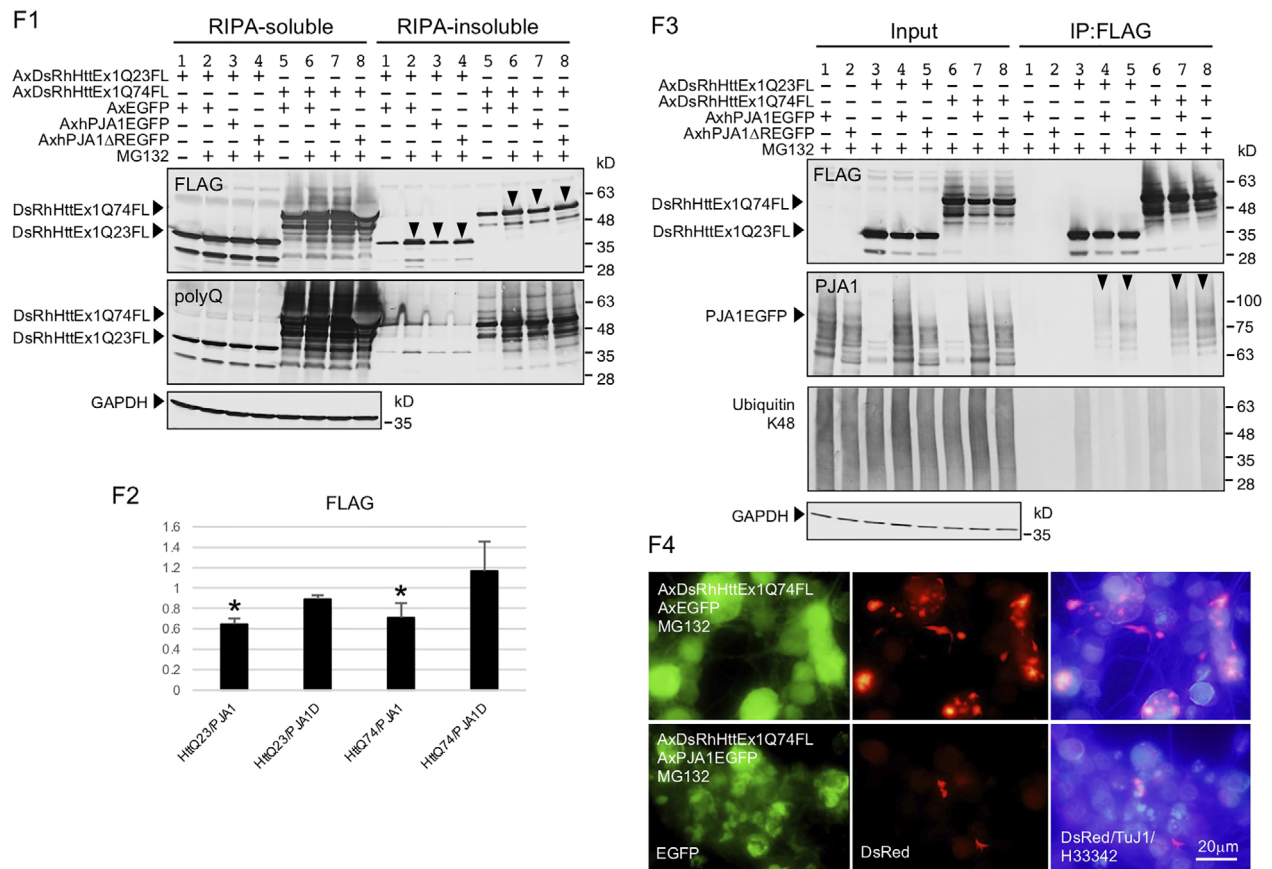 F1
RIPA-soluble RIPA-insoluble
1 2 3 4 5 6 7 8 1 2 3 4 5 6 7 8
AxDsRhHttEx1Q23FL + + + + − − − − + + + + − − − −
AxDsRhHttEx1Q74FL − − − − + + + + − − − − + + + +
AxEGFP + + − − + + − − + + − − + + − −
AxhPJA1EGFP − − + − − − + − − − + − − − + −
AxhPJA1ΔREGFP − − − + − − − + − − − + − − − +
MG132 − + + + − + + + − + + + − + + +
kD
FLAG
DsRhHttEx1Q74FL
DsRhHttEx1Q23FL
63
48
35
28
polyQ
DsRhHttEx1Q74FL
DsRhHttEx1Q23FL
63
48
35
28
GAPDH
kD
35
F2
FLAG
1.6
1.4
1.2
1
0.8
0.6
0.4
0.2
0
* *
HttQ23/PJA1
HttQ23/PJA1D
HttQ74/PJA1
HttQ74/PJA1D
F3
Input IP:FLAG
1 2 3 4 5 6 7 8 1 2 3 4 5 6 7 8
AxDsRhHttEx1Q23FL − − + + + − − − − − + + + − − −
AxDsRhHttEx1Q74FL − − − − − + + + − − − − − + + +
AxhPJA1EGFP + − − + − − + − + − − + − − + −
AxhPJA1ΔREGFP − + − − + − − + − + − − + − − +
MG132 + + + + + + + + + + + + + + + +
kD
FLAG
DsRhHttEx1Q74FL
DsRhHttEx1Q23FL
63
48
35
28
PJA1
PJA1EGFP
100
75
63
Ubiquitin
K48
63
48
35
28
GAPDH
kD
35
F4
AxDsRhHttEx1Q74FL
AxEGFP
MG132
AxDsRhHttEx1Q74FL
AxPJA1EGFP
MG132
EGFP
DsRed
DsRed/TuJ1/
H33342
20μm